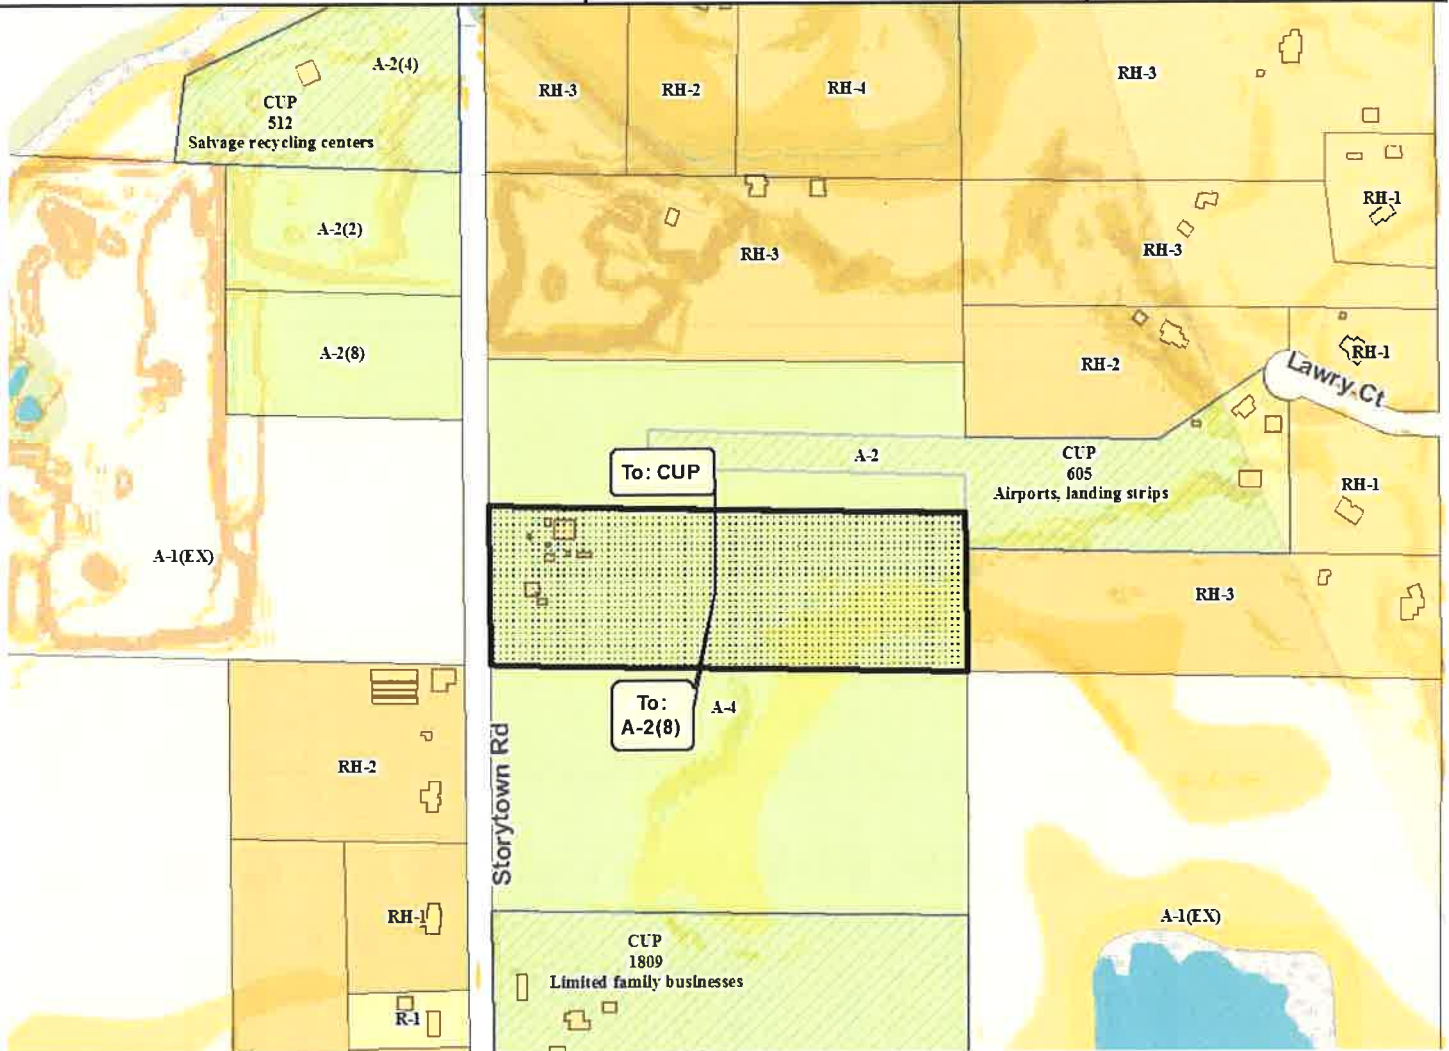 A-2(4)
CUP
512
Salvage recycling centers
RH-3
RH-2
RH-4
RH-3
RH-1
A-2(2)
RH-3
RH-3
A-2(8)
RH-2
RH-1
Lawry Ct
To: CUP
A-2
CUP
605
Airports, landing strips
RH-1
A-1(EX)
RH-3
To:
A-2(8)
A-4
Storytown Rd
RH-2
RH-1
A-1(EX)
CUP
1809
Limited family businesses
R-1